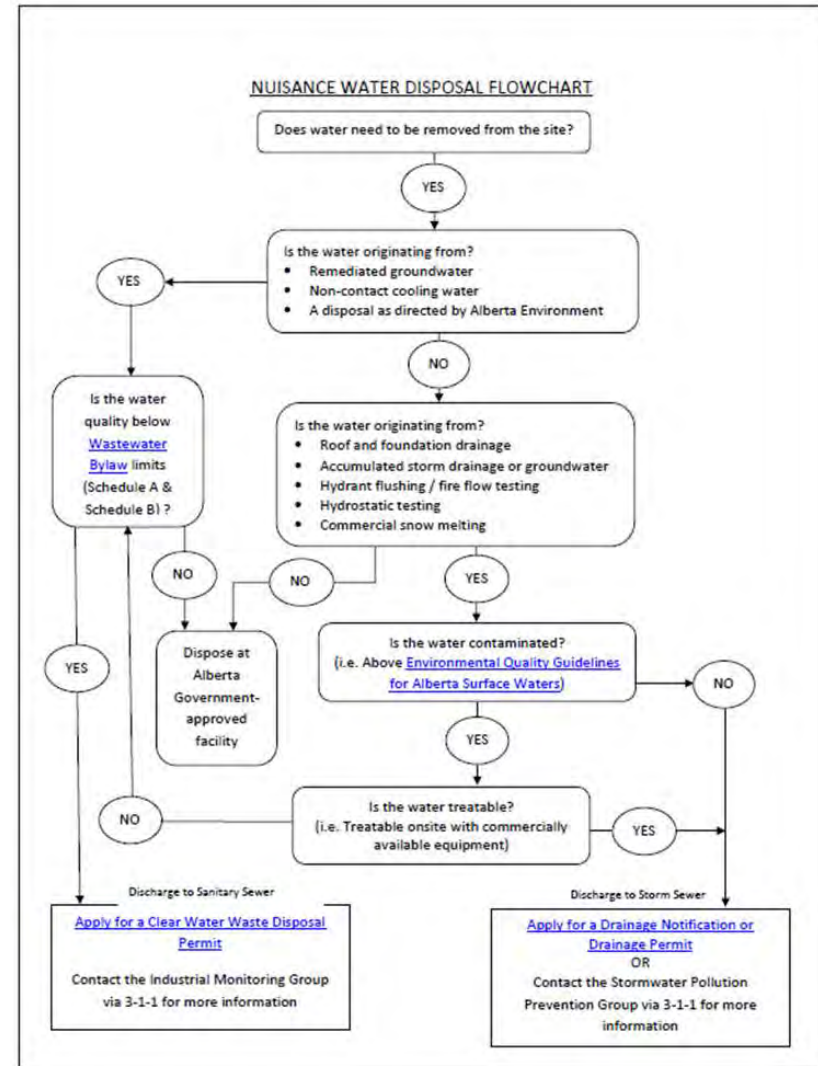 NUISANCE WATER DISPOSAL FLOWCHART
Does water need to be removed from the site?
YES
Is the water originating from?
• Remediated groundwater
• Non-contact cooling water
• A disposal as directed by Alberta Environment
YES
NO
Is the water
quality below
Wastewater
Bylaw limits
(Schedule A &
Schedule B) ?
Is the water originating from?
• Roof and foundation drainage
• Accumulated storm drainage or groundwater
• Hydrant flushing / fire flow testing
• Hydrostatic testing
• Commercial snow melting
NO
NO
YES
YES
Dispose at
Alberta
Government-
approved
facility
Is the water contaminated?
(i.e. Above Environmental Quality Guidelines
for Alberta Surface Waters)
NO
YES
NO
Is the water treatable?
(i.e. Treatable onsite with commercially
available equipment)
YES
Discharge to Sanitary Sewer
Apply for a Clear Water Waste Disposal
Permit
Contact the Industrial Monitoring Group
via 3-1-1 for more information
Discharge to Storm Sewer
Apply for a Drainage Notification or
Drainage Permit
OR
Contact the Stormwater Pollution
Prevention Group via 3-1-1 for more
information